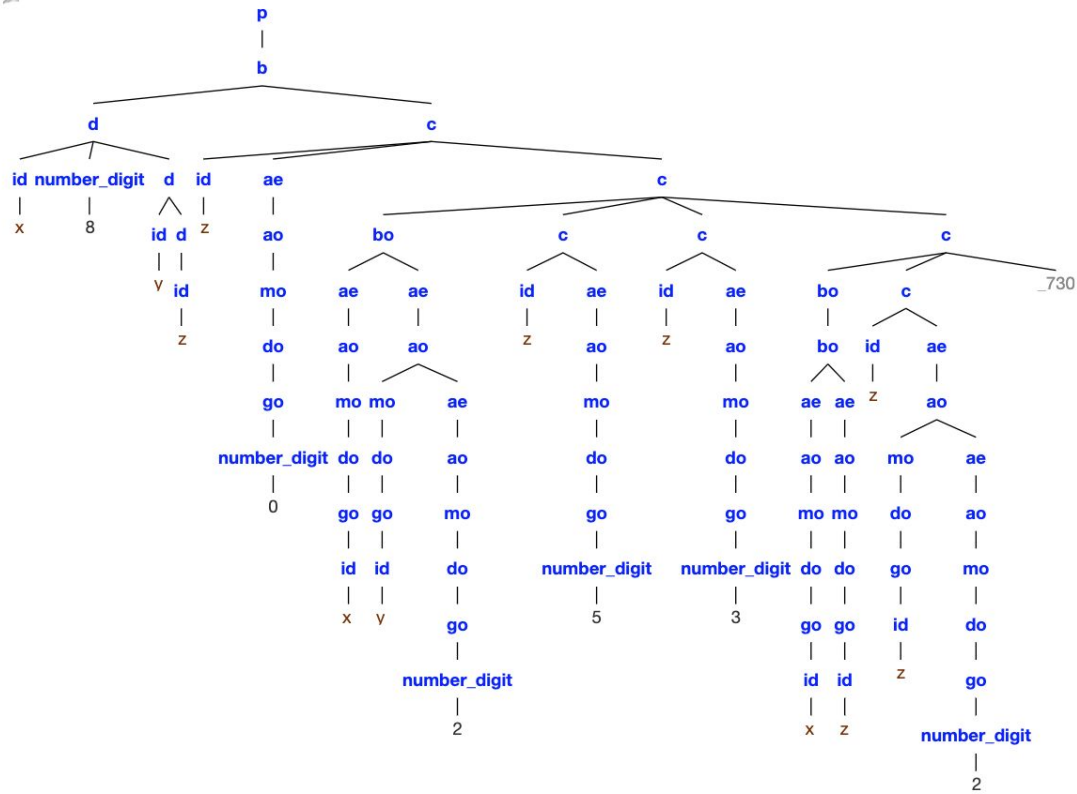 p
b
d c
id number_digit d id ae c
x 8 id d z ao bo c c c
y id mo ae ae id ae id ae bo c _730
z do ao ao z ao z ao bo id ae
go mo mo ae mo mo ae ae z ao
number_digit do do ao do do ao ao mo ae
0 go go mo go go mo mo do ao
id id do number_digit number_digit do do go mo
x y go 5 3 go go id do
number_digit id id z go
2 x z number_digit
2